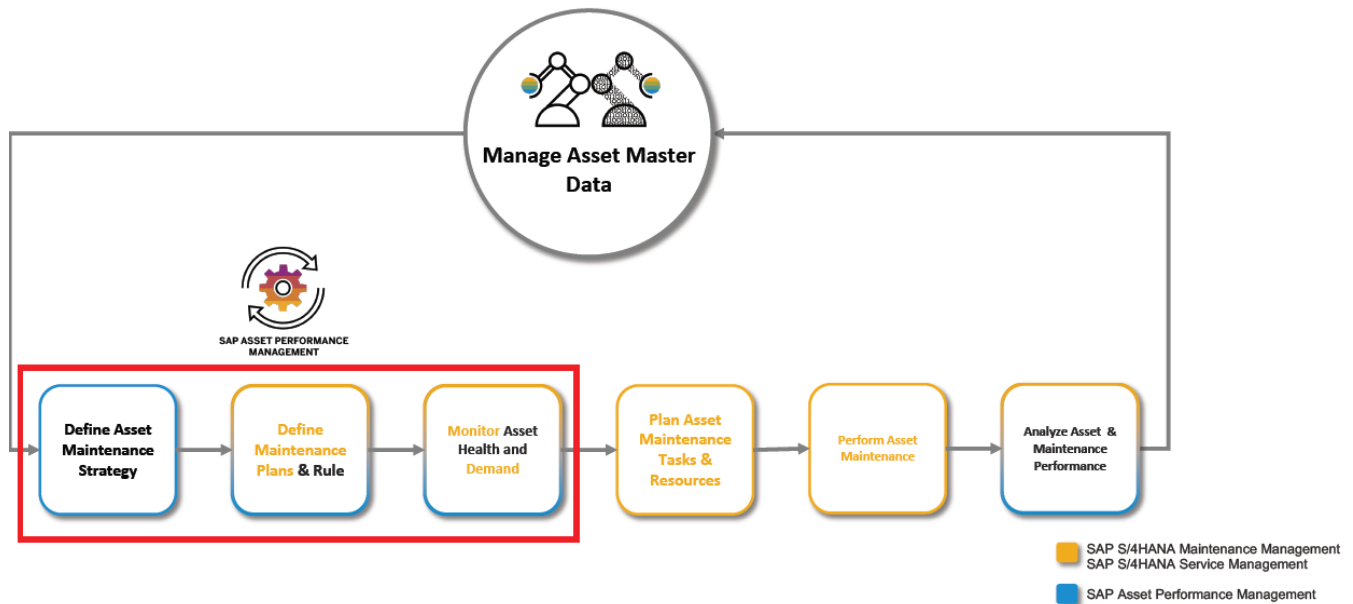 Manage Asset Master
Data
SAP ASSET PERFORMANCE
MANAGEMENT
Define Asset
Maintenance
Strategy
Define
Maintenance
Plans & Rule
Monitor Asset
Health and
Demand
Plan Asset
Maintenance
Tasks &
Resources
Perform Asset
Maintenance
Analyze Asset &
Maintenance
Performance
SAP S/4HANA Maintenance Management
SAP S/4HANA Service Management
SAP Asset Performance Management